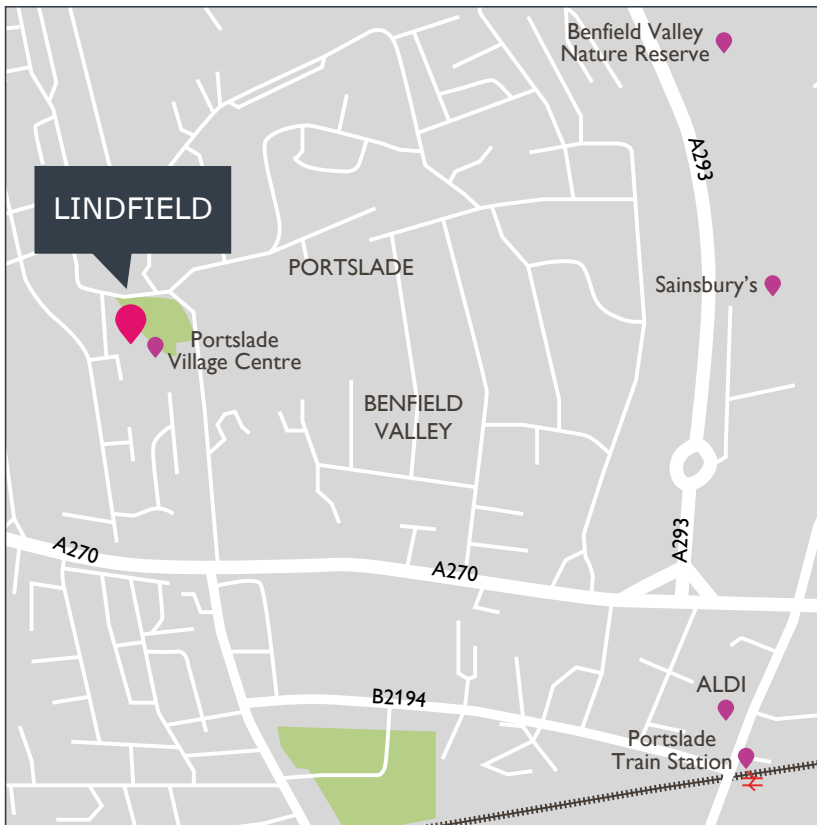 Benfield Valley
Nature Reserve
A293
LINDFIELD
PORTSLADE
Sainsbury's
Portslade
Village Centre
BENFIELD
VALLEY
A293
A270
A270
B2194
ALDI
Portslade
Train Station